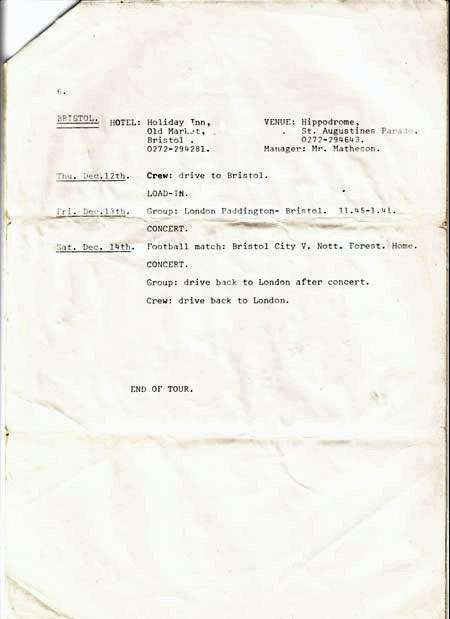 6.
BRISTOL. HOTEL: Holiday Inn, VENUE: Hippodrome,
Old Market, St. Augustines Parade,
Bristol . 0272-294643.
0272-294281. Manager: Mr. Matheson.
Thu. Dec.12th. Crew: drive to Bristol.
LOAD-IN.
Fri. Dec.13th. Group: London Paddington- Bristol. 11.45-1.41.
CONCERT.
Sat. Dec. 14th. Football match: Bristol City V. Nott. Forest. Home.
CONCERT.
Group: drive back to London after concert.
Crew: drive back to London.
END OF TOUR.